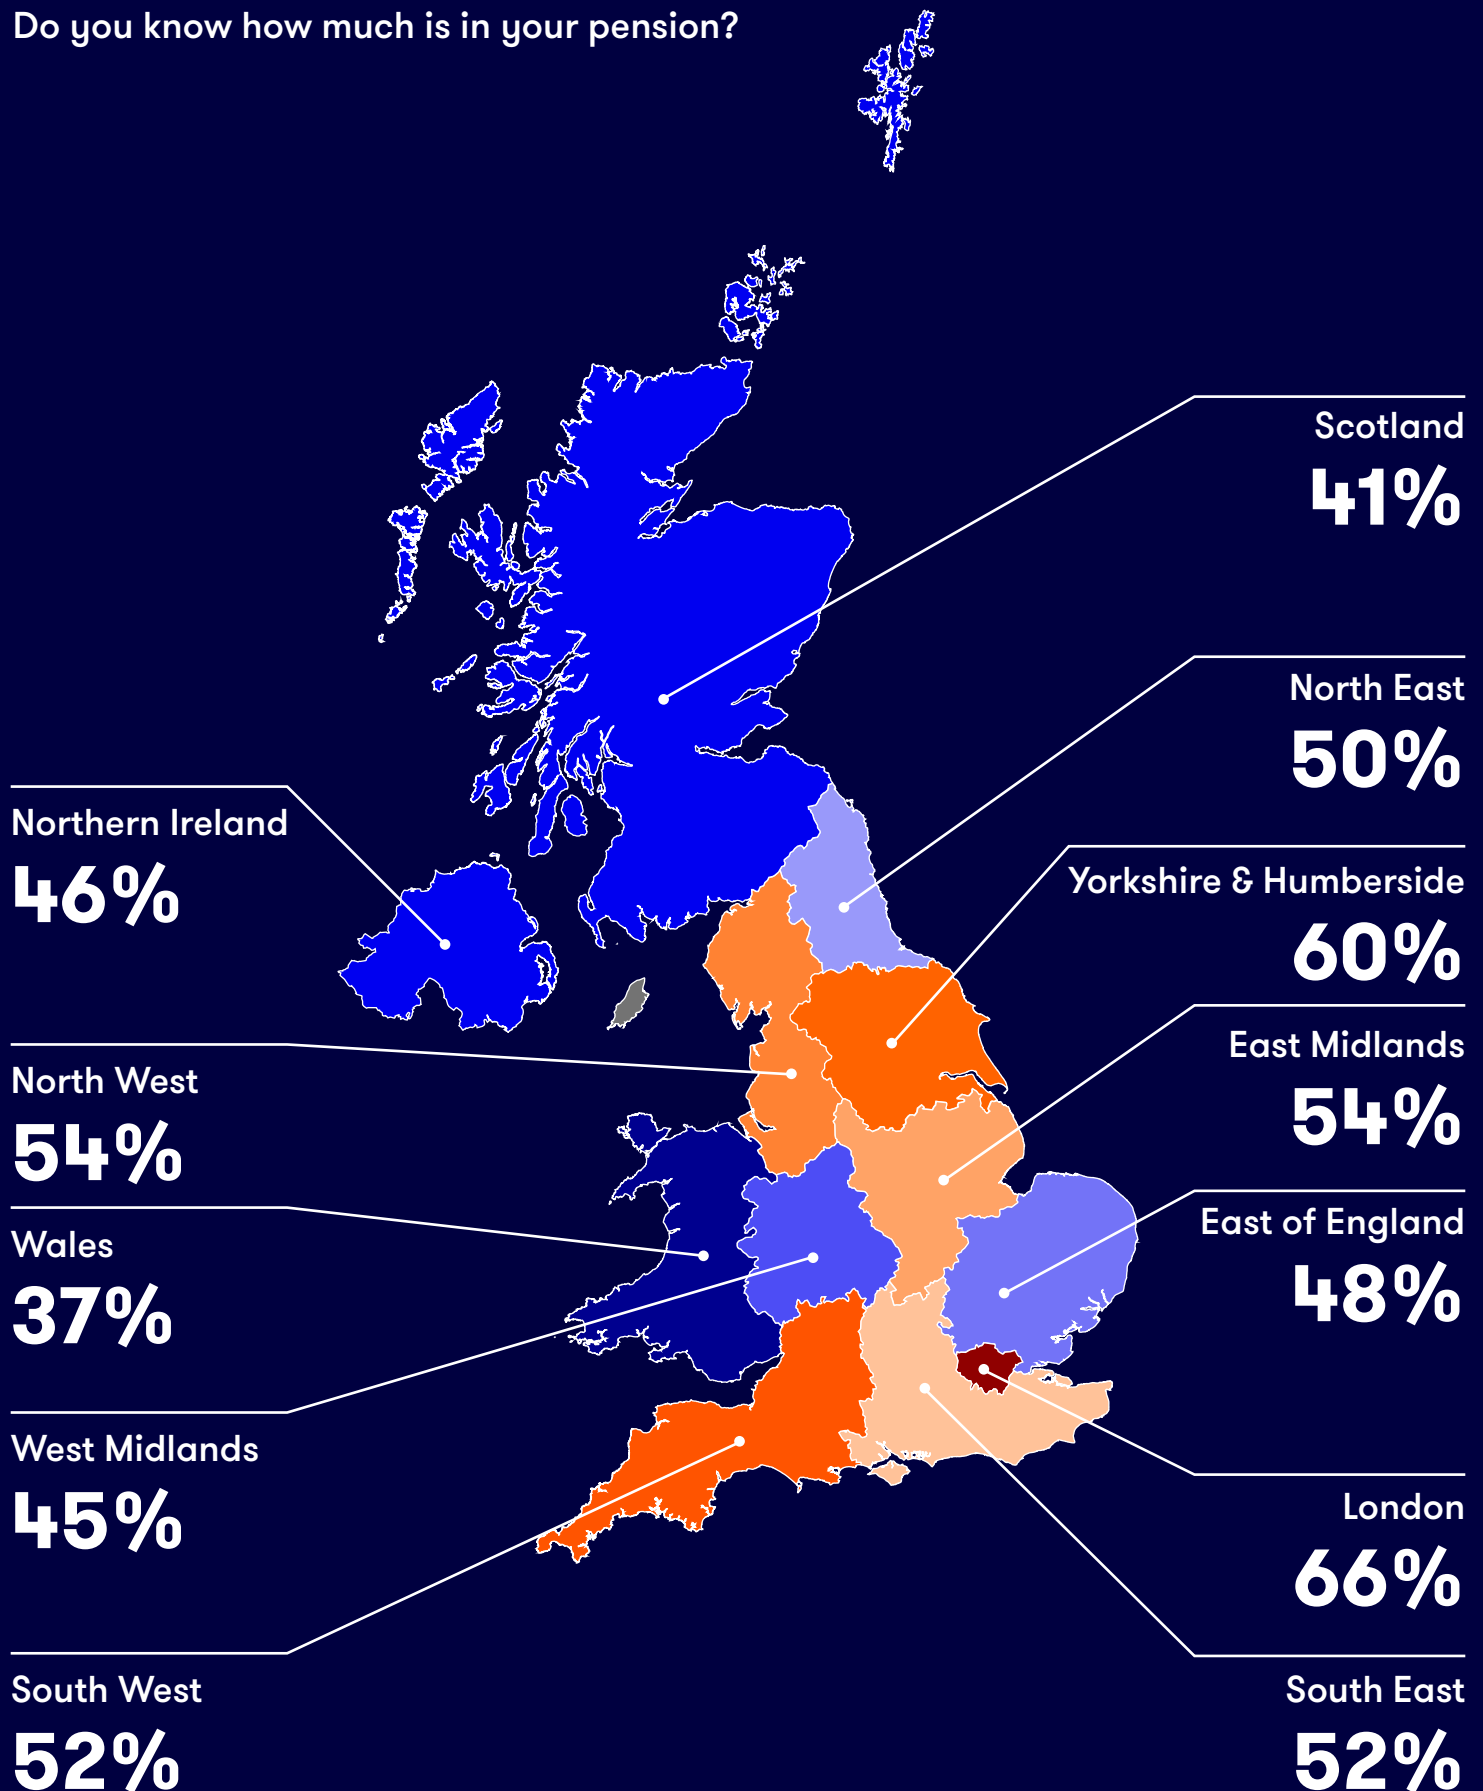 Do you know how much is in your pension?
Scotland
41%
North East
50%
Northern Ireland
46%
Yorkshire & Humberside
60%
East Midlands
54%
North West
54%
East of England
48%
Wales
37%
West Midlands
45%
London
66%
South West
52%
South East
52%